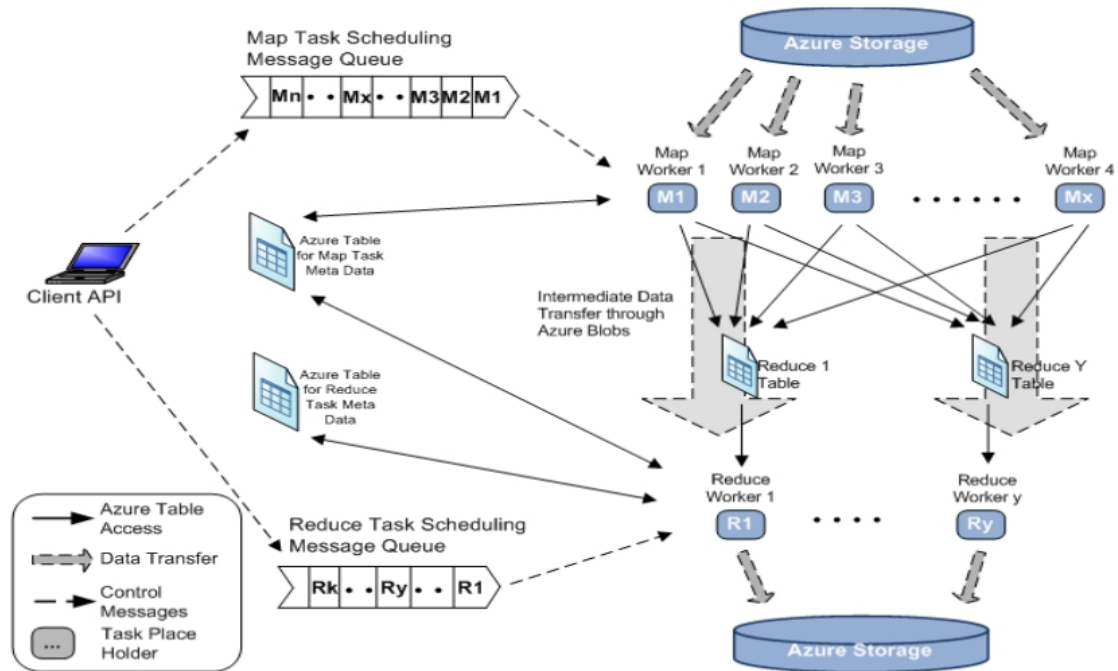 Map Task Scheduling
Message Queue
Mn • • Mx • • M3 M2 M1
Azure Storage
Map
Worker 1
Map
Worker 2
Map
Worker 3
Map
Worker 4
M1
M2
M3
• • • • • •
Mx
Azure Table
for Map Task
Meta Data
Client API
Intermediate Data
Transfer through
Azure Blobs
Reduce 1
Table
Reduce Y
Table
Azure Table
for Reduce
Task Meta
Data
Reduce
Worker 1
Reduce
Worker y
R1
• • • •
Ry
Reduce Task Scheduling
Message Queue
Rk • • Ry • • R1
Azure Storage
Azure Table
Access
Data Transfer
Control
Messages
...
Task Place
Holder